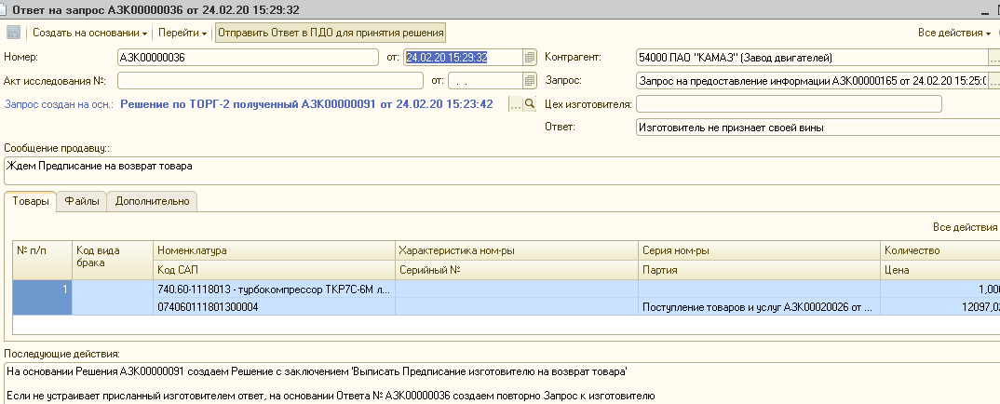 Ответ на запрос АЗК00000036 от 24.02.20 15:29:32
Создать на основании Перейти Отправить Ответ в ПДО для принятия решения Все действия
Номер: АЗК00000036 от: 24.02.20 15:29:32 Контрагент: 54000 ПАО "КАМАЗ" (Завод двигателей) ...
Акт исследования №: от: . . Запрос: Запрос на предоставление информации АЗК00000165 от 24.02.20 15:25:0 ...
Запрос создан на осн.: Решение по ТОРГ-2 полученный АЗК00000091 от 24.02.20 15:23:42 ... Цех изготовителя:
Ответ: Изготовитель не признает своей вины
Сообщение продавцу::
Ждем Предписание на возврат товара
Товары Файлы Дополнительно
Все действия
№ п/п Код вида брака Номенклатура Характеристика ном-ры Серия ном-ры Количество
Код САП Серийный № Партия Цена
1 740.60-1118013 - турбокомпрессор ТКР7С-6М л... 1,000
074060111801300004 Поступление товаров и услуг АЗК00020026 от ... 12097,02
Последующие действия:
На основании Решения АЗК00000091 создаем Решение с заключением 'Выписать Предписание изготовителю на возврат товара'
Если не устраивает присланный изготовителем ответ, на основании Ответа № АЗК00000036 создаем повторно Запрос к изготовителю